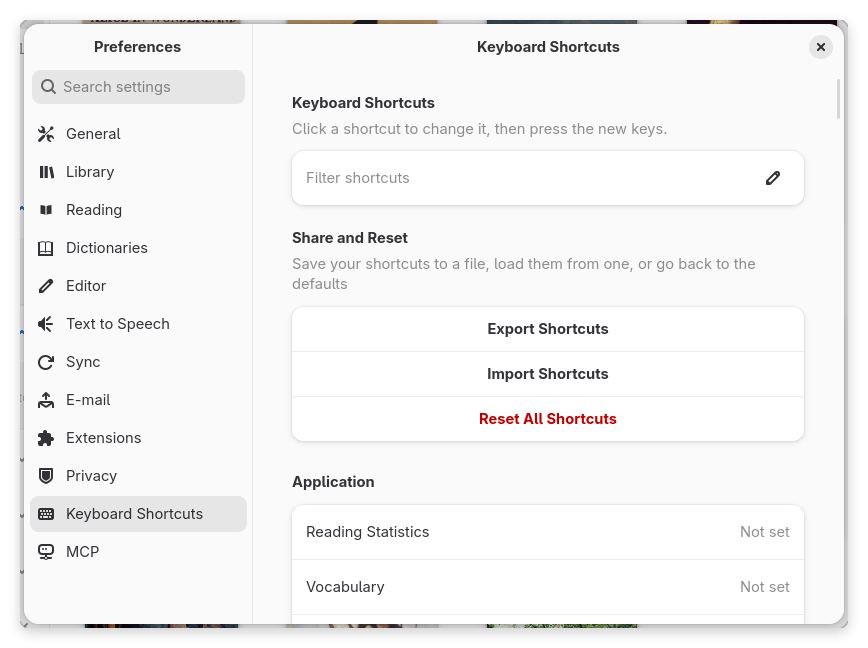 Preferences
Search settings
General
Library
Reading
Dictionaries
Editor
Text to Speech
Sync
E-mail
Extensions
Privacy
Keyboard Shortcuts
MCP
Keyboard Shortcuts
Keyboard Shortcuts
Click a shortcut to change it, then press the new keys.
Filter shortcuts
Share and Reset
Save your shortcuts to a file, load them from one, or go back to the
defaults
Export Shortcuts
Import Shortcuts
Reset All Shortcuts
Application
Reading Statistics
Not set
Vocabulary
Not set